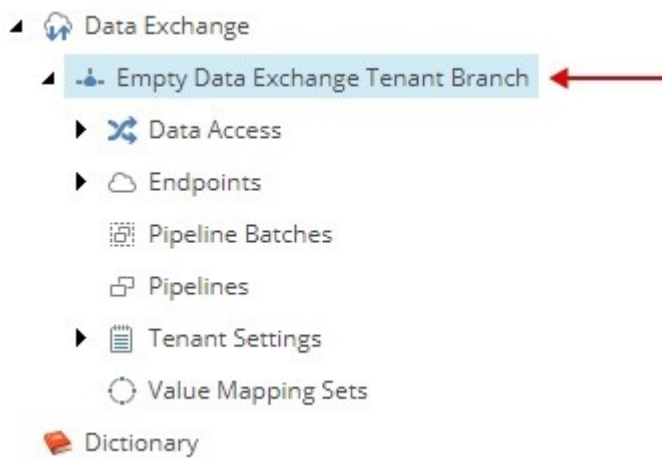 Data Exchange
Empty Data Exchange Tenant Branch
Data Access
Endpoints
Pipeline Batches
Pipelines
Tenant Settings
Value Mapping Sets
Dictionary